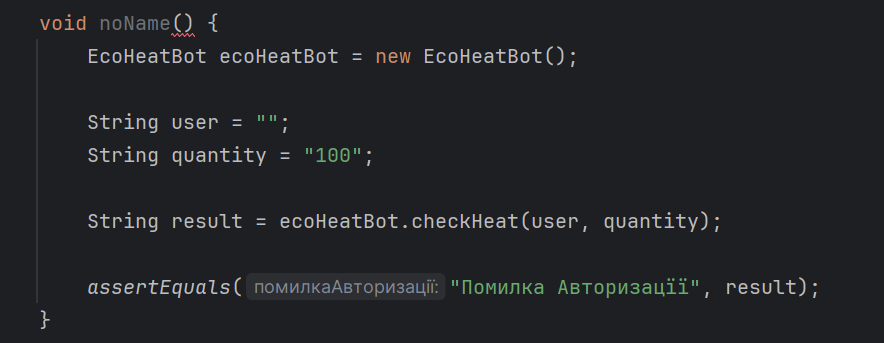 void noName() {
EcoHeatBot ecoHeatBot = new EcoHeatBot();
String user = "";
String quantity = "100";
String result = ecoHeatBot.checkHeat(user, quantity);
assertEquals( помилкаАвторизації: "Помилка Авторизації", result);
}